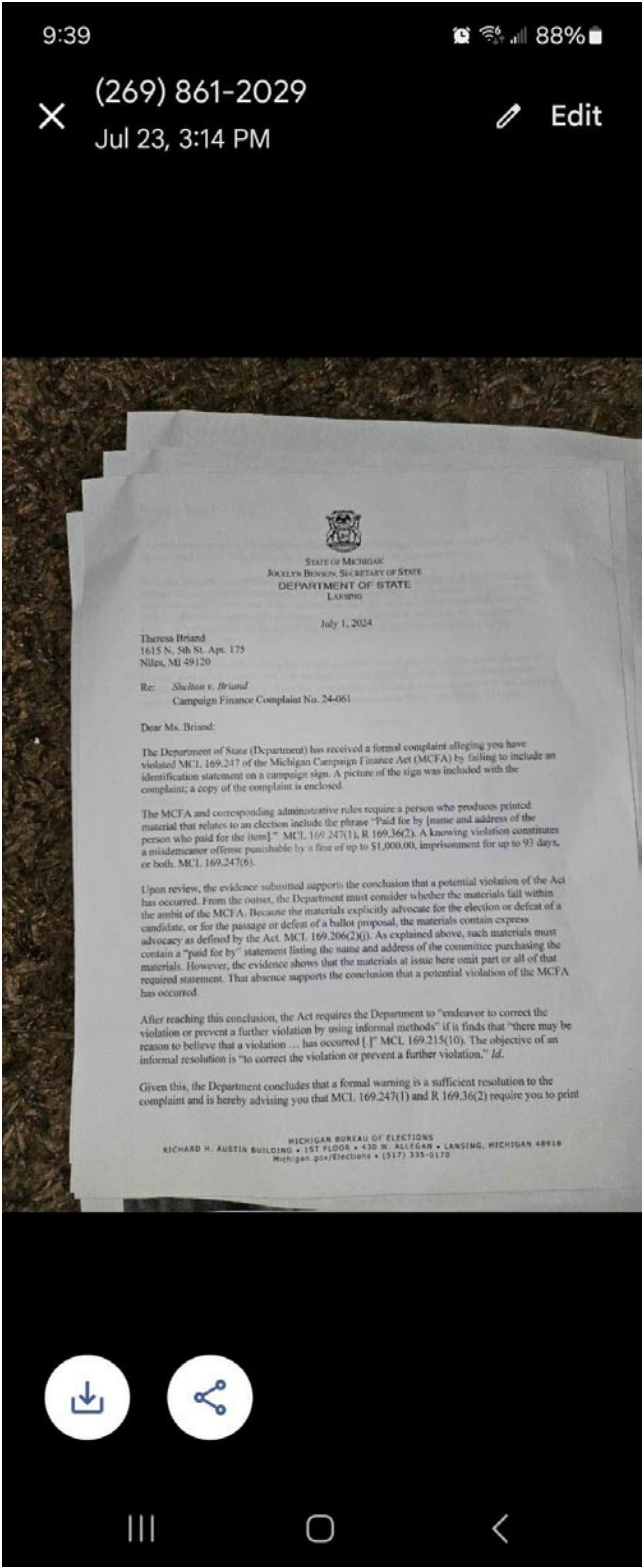 9:39
88%
(269) 861-2029
Jul 23, 3:14 PM
Edit
STATE OF MICHIGAN
JOCELYN BENSON, SECRETARY OF STATE
DEPARTMENT OF STATE
LANSING
July 1, 2024
Theresa Briand
1615 N. 5th St. Apt. 175
Niles, MI 49120
Re: Shelton v. Briand
Campaign Finance Complaint No. 24-061
Dear Ms. Briand:
The Department of State (Department) has received a formal complaint alleging you have
violated MCL 169.247 of the Michigan Campaign Finance Act (MCFA) by failing to include an
identification statement on a campaign sign. A picture of the sign was included with the
complaint; a copy of the complaint is enclosed.
The MCFA and corresponding administrative rules require a person who produces printed
material that relates to an election include the phrase “Paid for by [name and address of the
person who paid for the item].” MCL 169.247(1), R 169.36(2). A knowing violation constitutes
a misdemeanor offense punishable by a fine of up to $1,000.00, imprisonment for up to 93 days,
or both. MCL 169.247(6).
Upon review, the evidence submitted supports the conclusion that a potential violation of the Act
has occurred. From the outset, the Department must consider whether the materials fall within
the ambit of the MCFA. Because the materials explicitly advocate for the election or defeat of a
candidate, or for the passage or defeat of a ballot proposal, the materials contain express
advocacy as defined by the Act. MCL 169.206(2)(j). As explained above, such materials must
contain a “paid for by” statement listing the name and address of the committee purchasing the
materials. However, the evidence shows that the materials at issue here omit part or all of that
required statement. That absence supports the conclusion that a potential violation of the MCFA
has occurred.
After reaching this conclusion, the Act requires the Department to “endeavor to correct the
violation or prevent a further violation by using informal methods” if it finds that “there may be
reason to believe that a violation … has occurred [.]” MCL 169.215(10). The objective of an
informal resolution is “to correct the violation or prevent a further violation.” Id.
Given this, the Department concludes that a formal warning is a sufficient resolution to the
complaint and is hereby advising you that MCL 169.247(1) and R 169.36(2) require you to print
MICHIGAN BUREAU OF ELECTIONS
RICHARD H. AUSTIN BUILDING • 1ST FLOOR • 430 W. ALLEGAN • LANSING, MICHIGAN 48918
Michigan.gov/Elections • (517) 335-0170